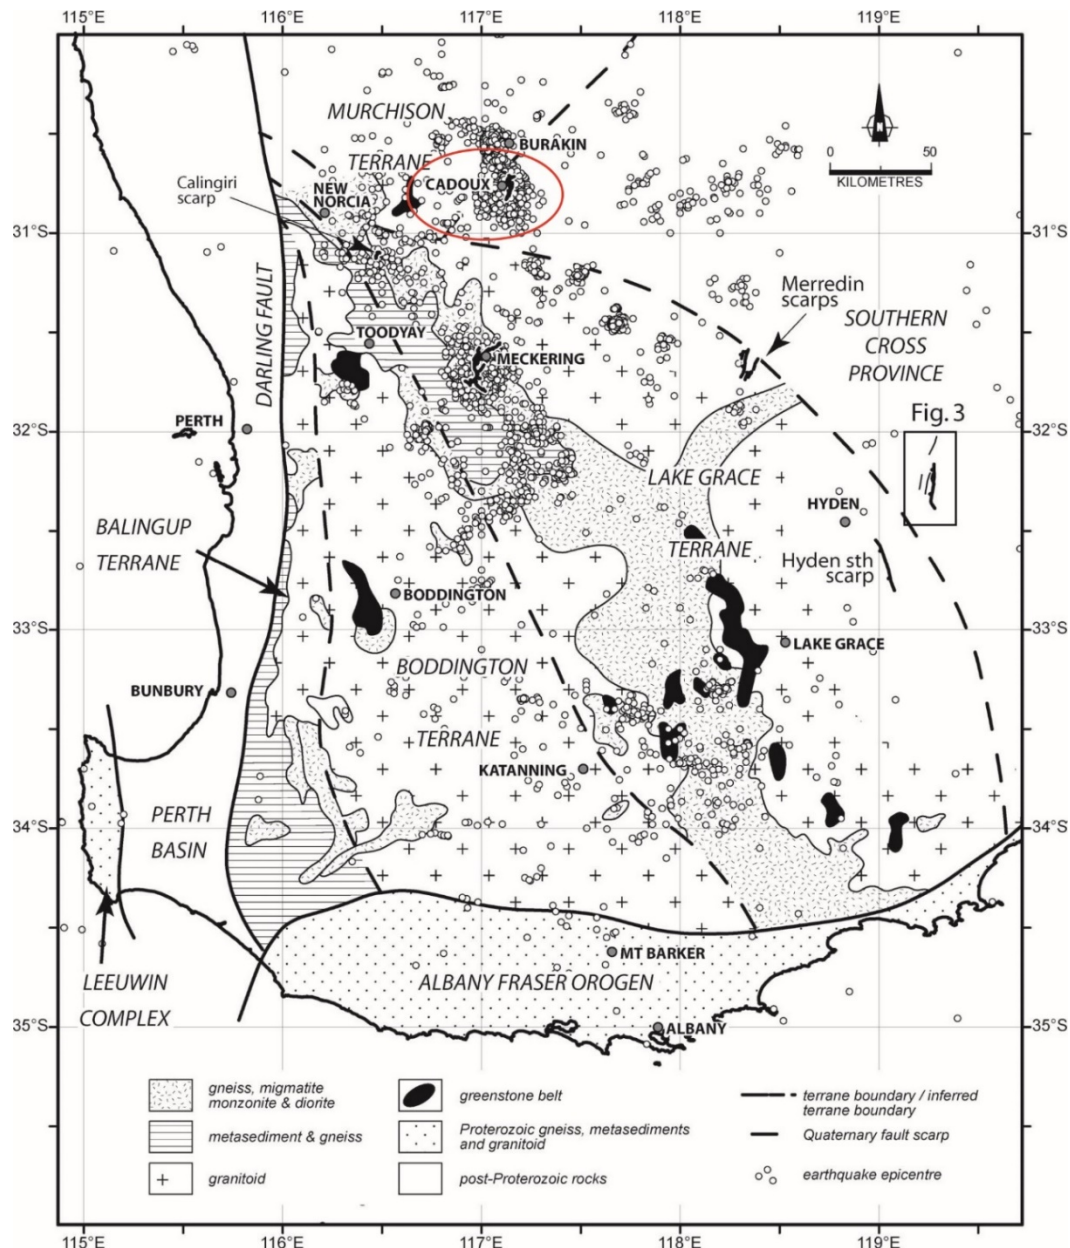 115°E
116°E
117°E
118°E
119°E
MURCHISON
TERRANE
BURAKIN
CADOUX
Calingiri
scarp
NEW
NORCIA
0
50
KILOMETRES
31°S
31°S
DARLING FAULT
Merredin
scarps
SOUTHERN
CROSS
PROVINCE
TOODYAY
MECKERING
Fig. 3
PERTH
32°S
32°S
LAKE GRACE
TERRANE
HYDEN
BALINGUP
TERRANE
Hyden sth
scarp
BODDINGTON
33°S
33°S
LAKE GRACE
BODDINGTON
TERRANE
BUNBURY
KATANNING
PERTH
BASIN
34°S
34°S
MT BARKER
LEEUWIN
COMPLEX
ALBANY FRASER OROGEN
35°S
35°S
ALBANY
gneiss, migmatite
monzonite & diorite
metasediment & gneiss
granitoid
greenstone belt
Proterozoic gneiss, metasediments
and granitoid
post-Proterozoic rocks
terrane boundary / inferred
terrane boundary
Quaternary fault scarp
earthquake epicentre
115°E
116°E
117°E
118°E
119°E